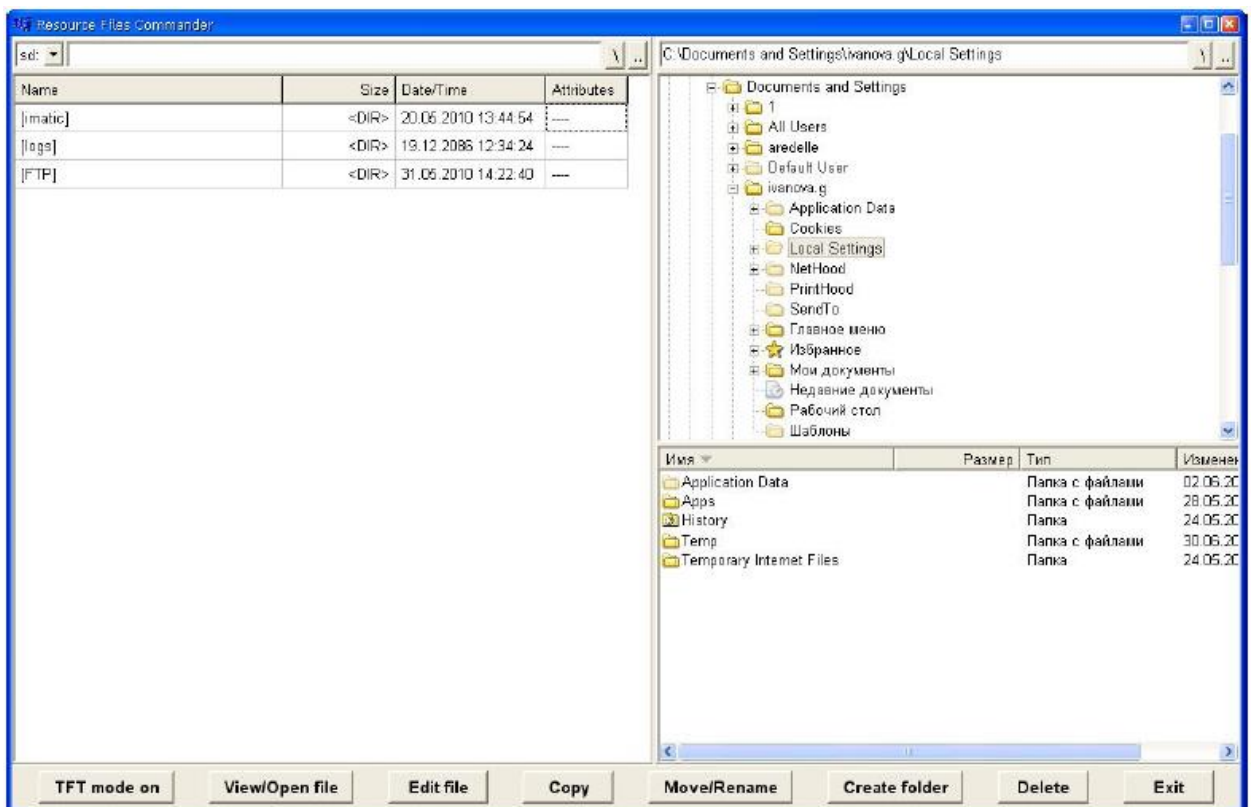 Resource Files Commander
sd: \ ..
Name Size Date/Time Attributes
[imatic] <DIR> 20.05.2010 13:44:54 ----
[logs] <DIR> 19.12.2086 12:34:24 ----
[FTP] <DIR> 31.05.2010 14:22:40 ----
C:\Documents and Settings\ivanova.g\Local Settings \ ..
Documents and Settings
1
All Users
aredelle
Default User
ivanova.g
Application Data
Cookies
Local Settings
NetHood
PrintHood
SendTo
Главное меню
Избранное
Мои документы
Недавние документы
Рабочий стол
Шаблоны
Имя Размер Тип Изменен
Application Data Папка с файлами 02.06.20
Apps Папка с файлами 28.05.20
History Папка 24.05.20
Temp Папка с файлами 30.06.20
Temporary Internet Files Папка 24.05.20
TFT mode on View/Open file Edit file Copy Move/Rename Create folder Delete Exit